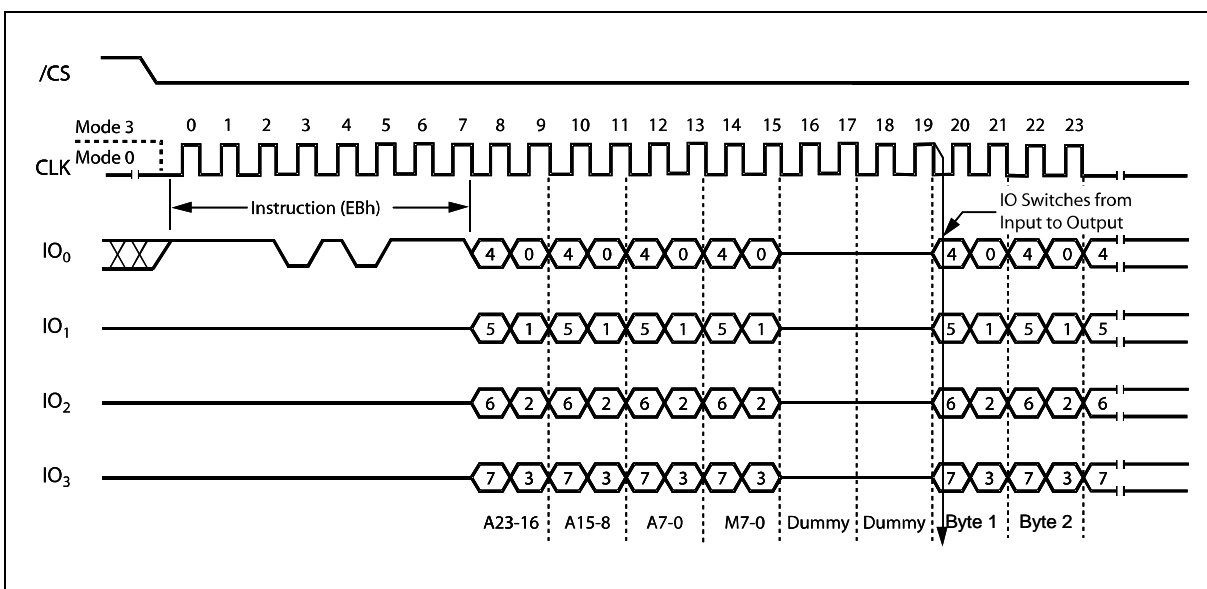 /CS
Mode 3
0 1 2 3 4 5 6 7 8 9 10 11 12 13 14 15 16 17 18 19 20 21 22 23
CLK
Mode 0
Instruction (EBh)
IO Switches from
Input to Output
IO₀
4 0 4 0 4 0 4 0 4 0 4 0 4
IO₁
5 1 5 1 5 1 5 1 5 1 5 1 5
IO₂
6 2 6 2 6 2 6 2 6 2 6 2 6
IO₃
7 3 7 3 7 3 7 3 7 3 7 3 7
A23-16 A15-8 A7-0 M7-0 Dummy Dummy Byte 1 Byte 2